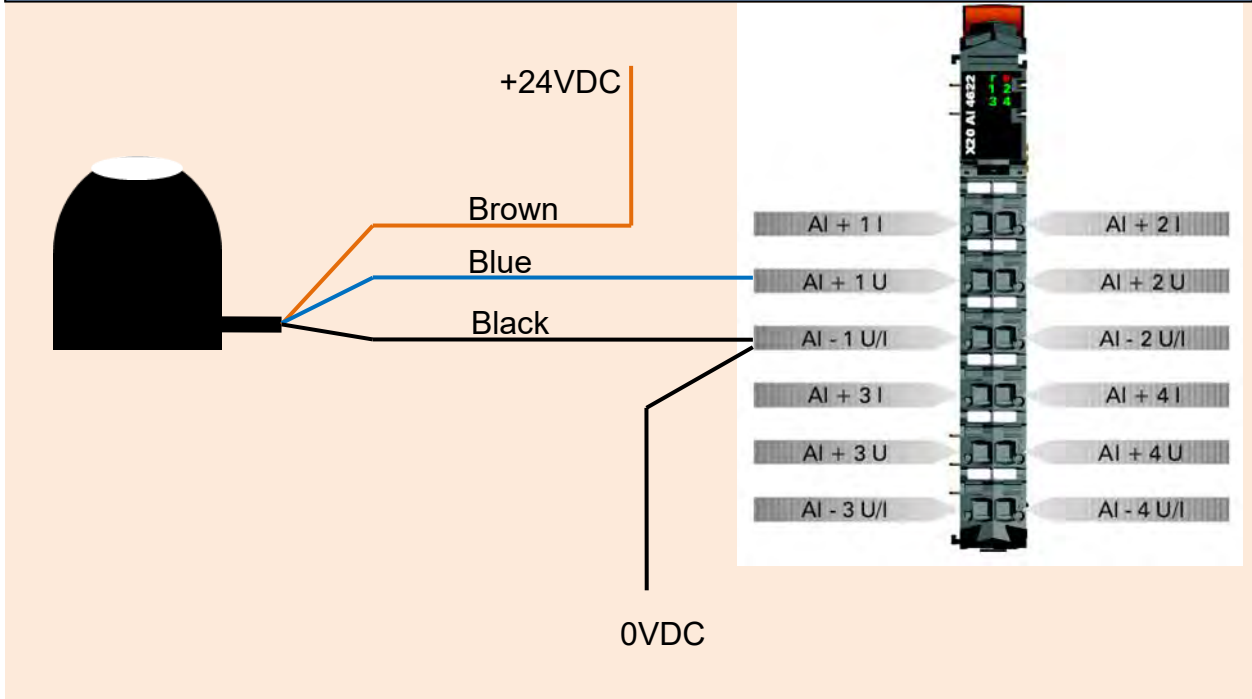 +24VDC
Brown
Blue
Black
0VDC
X20 AI 4622
r e
1 2
3 4
AI + 1 I
AI + 2 I
AI + 1 U
AI + 2 U
AI - 1 U/I
AI - 2 U/I
AI + 3 I
AI + 4 I
AI + 3 U
AI + 4 U
AI - 3 U/I
AI - 4 U/I